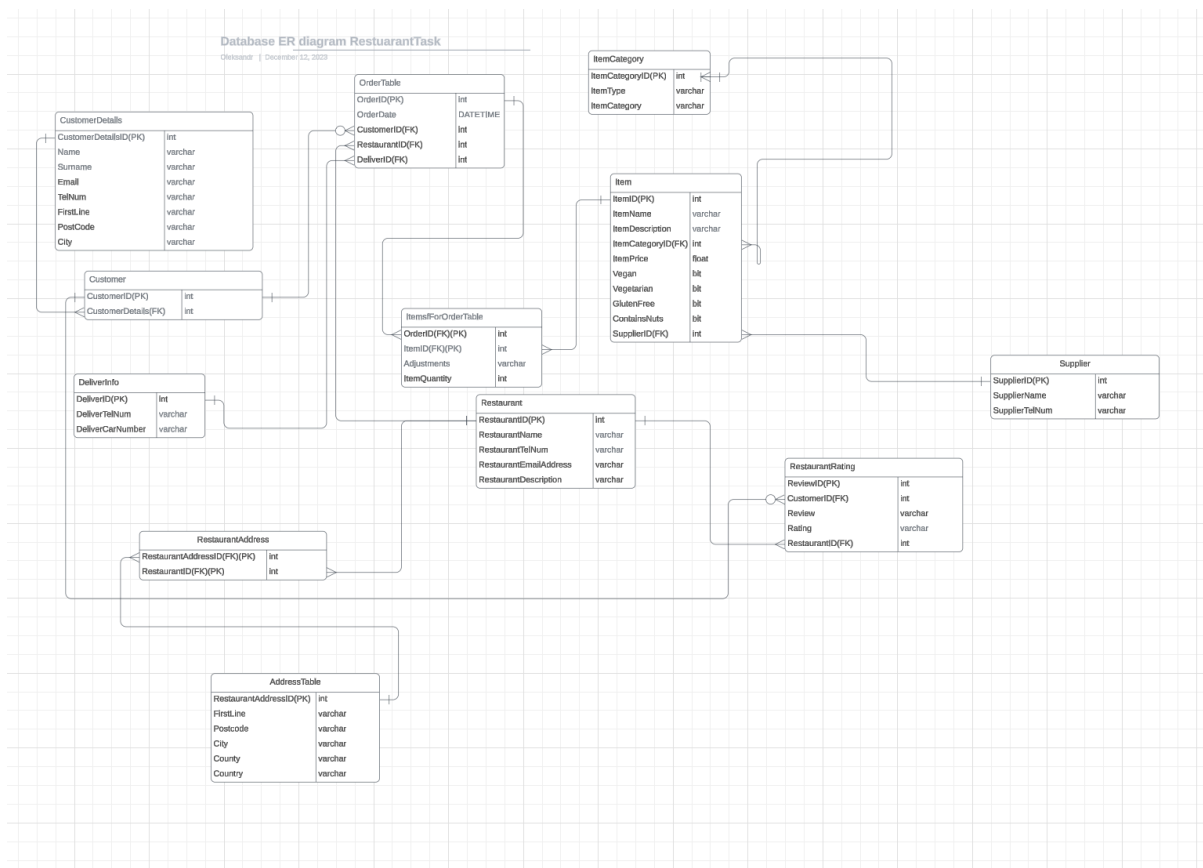 Database ER diagram RestuarantTask
Oleksandr | December 12, 2023
ItemCategory
ItemCategoryID(PK) int
ItemType varchar
ItemCategory varchar
OrderTable
OrderID(PK) Int
OrderDate DATETIME
CustomerID(FK) Int
RestaurantID(FK) Int
DeliverID(FK) Int
CustomerDetails
CustomerDetailsID(PK) int
Name varchar
Surname varchar
Email varchar
TelNum varchar
FirstLine varchar
PostCode varchar
City varchar
Item
ItemID(PK) int
ItemName varchar
ItemDescription varchar
ItemCategoryID(FK) int
ItemPrice float
Vegan bit
Vegetarian bit
GlutenFree bit
ContainsNuts bit
SupplierID(FK) int
Customer
CustomerID(PK) int
CustomerDetails(FK) int
ItemsfForOrderTable
OrderID(FK)(PK) int
ItemID(FK)(PK) int
Adjustments varchar
ItemQuantity int
Supplier
SupplierID(PK) int
SupplierName varchar
SupplierTelNum varchar
DeliverInfo
DeliverID(PK) Int
DeliverTelNum varchar
DeliverCarNumber varchar
Restaurant
RestaurantID(PK) int
RestaurantName varchar
RestaurantTelNum varchar
RestaurantEmailAddress varchar
RestaurantDescription varchar
RestaurantRating
ReviewID(PK) int
CustomerID(FK) int
Review varchar
Rating varchar
RestaurantID(FK) int
RestaurantAddress
RestaurantAddressID(FK)(PK) int
RestaurantID(FK)(PK) int
AddressTable
RestaurantAddressID(PK) int
FirstLine varchar
Postcode varchar
City varchar
County varchar
Country varchar